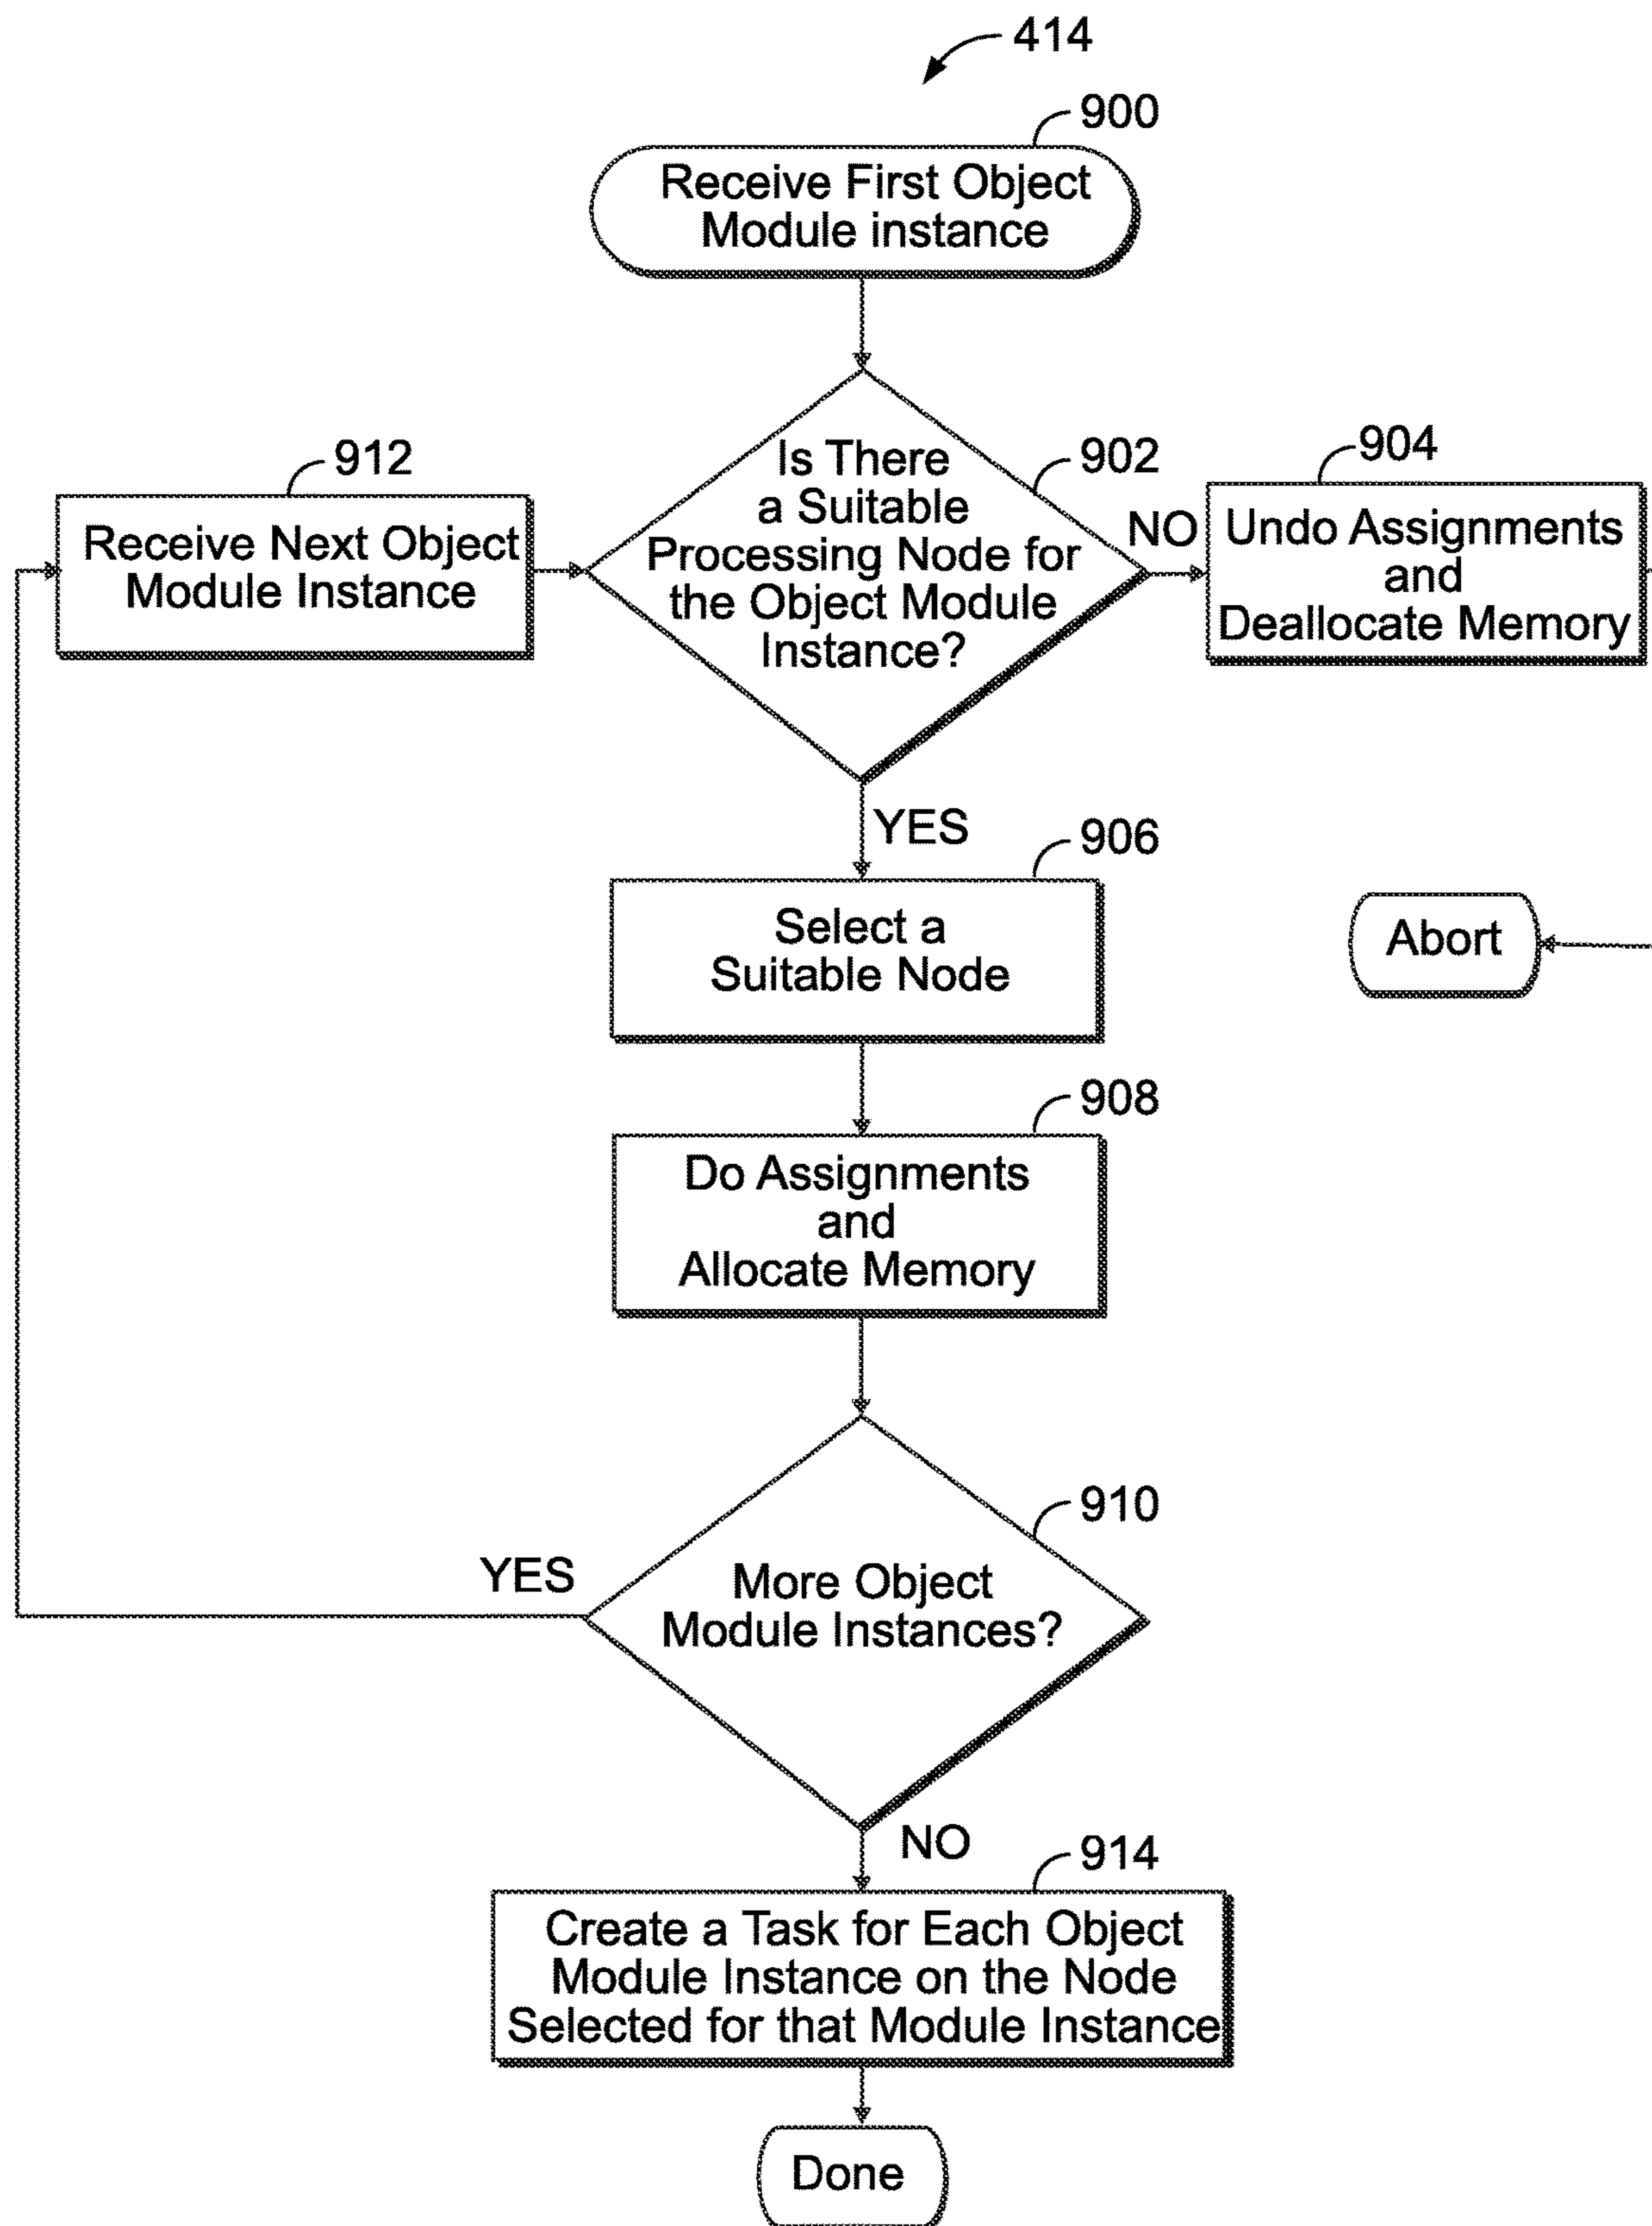 414
900
Receive First Object
Module instance
912
Receive Next Object
Module Instance
902
Is There
a Suitable
Processing Node for
the Object Module
Instance?
NO
904
Undo Assignments
and
Deallocate Memory
YES
906
Select a
Suitable Node
Abort
908
Do Assignments
and
Allocate Memory
910
More Object
Module Instances?
YES
NO
914
Create a Task for Each Object
Module Instance on the Node
Selected for that Module Instance
Done